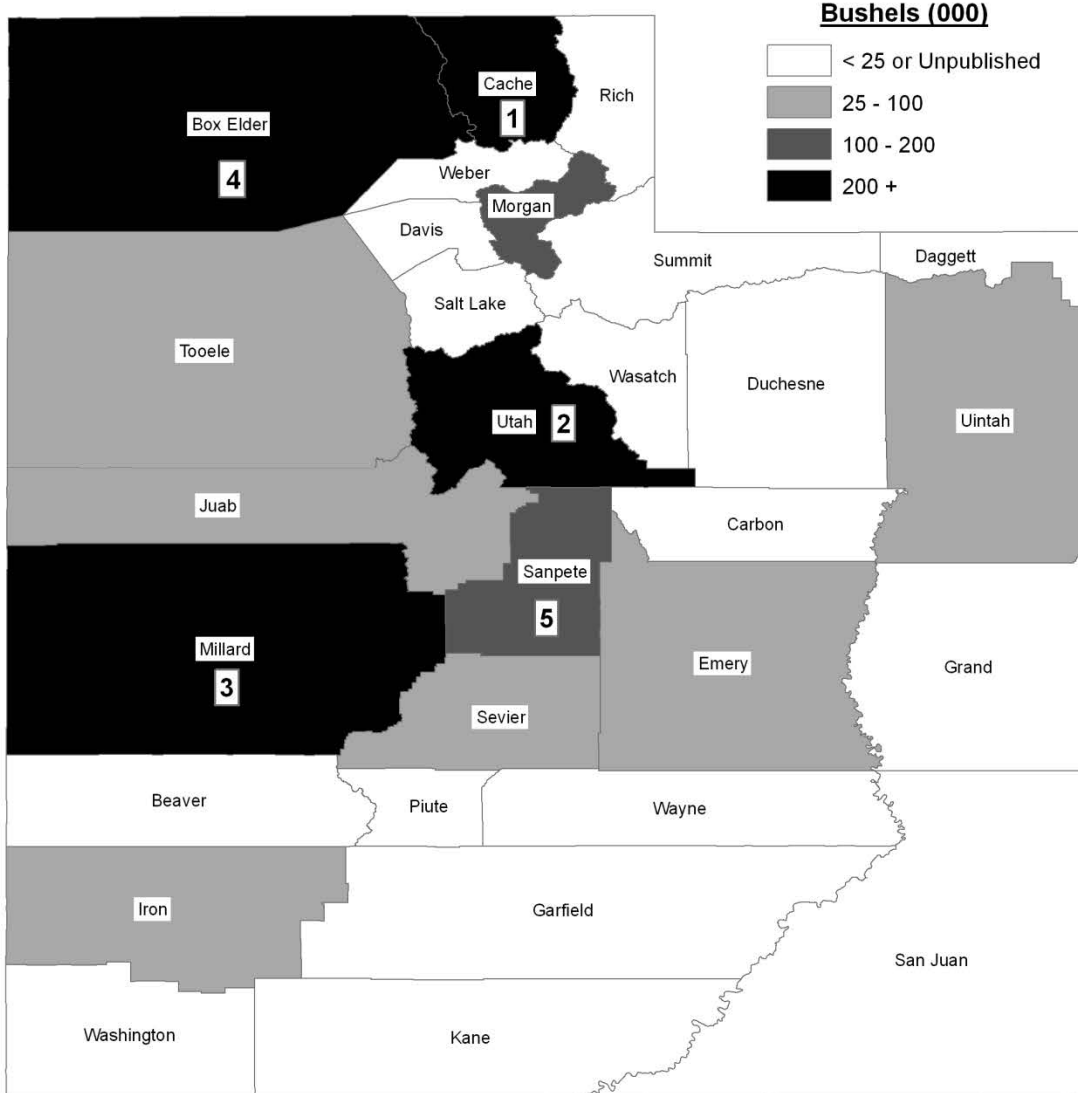 Bushels (000)
< 25 or Unpublished
25 - 100
100 - 200
200 +
Cache
1
Rich
Box Elder
4
Weber
Morgan
Davis
Summit
Daggett
Salt Lake
Tooele
Wasatch
Duchesne
Utah
2
Uintah
Juab
Carbon
Sanpete
5
Millard
3
Emery
Grand
Sevier
Beaver
Piute
Wayne
Iron
Garfield
San Juan
Washington
Kane